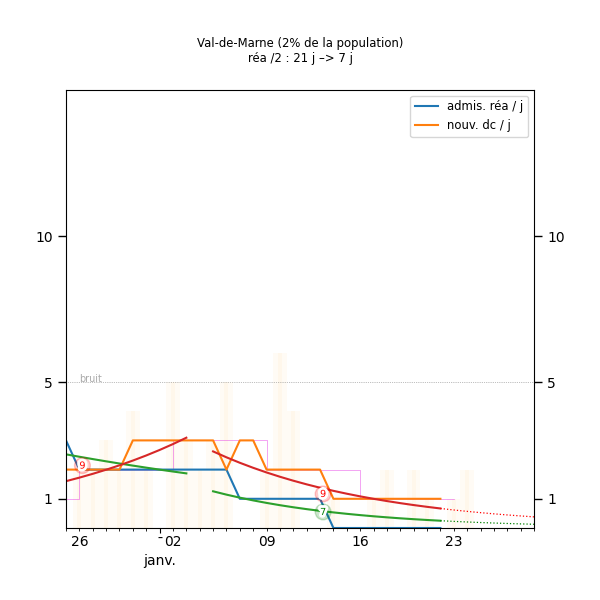 Val-de-Marne (2% de la population)
réa /2 : 21 j –> 7 j
admis. réa / j
nouv. dc / j
10
10
bruit
5
5
9
9
7
1
1
26
02
09
16
23
janv.